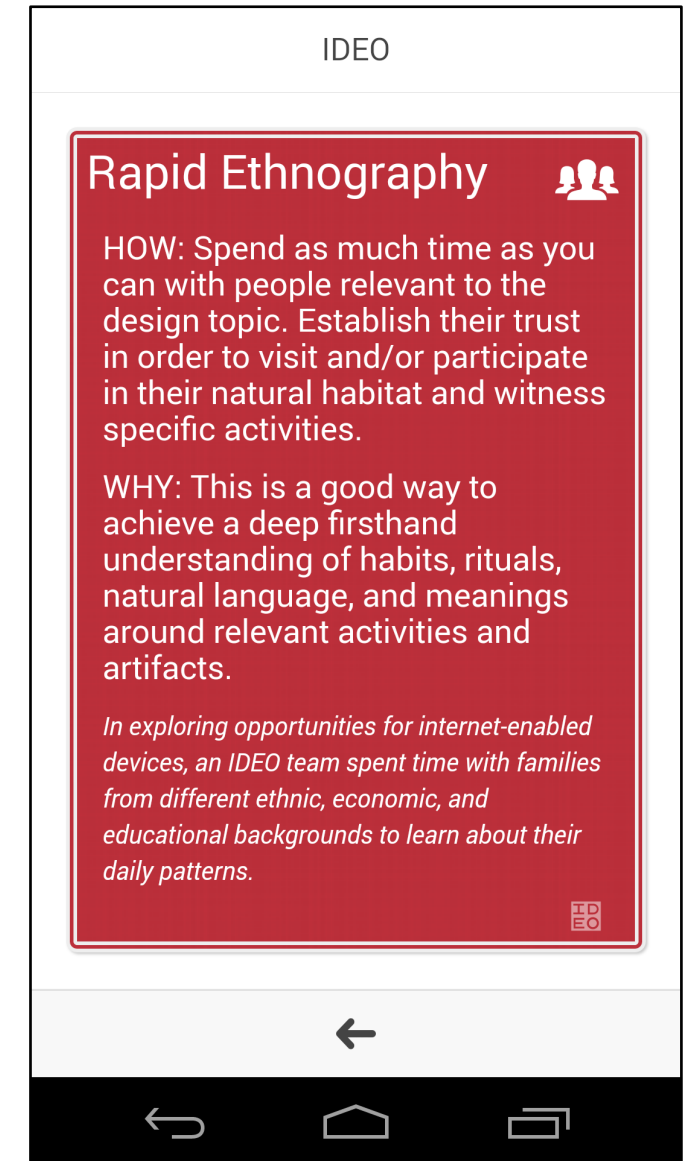 IDEO
Rapid Ethnography
HOW: Spend as much time as you
can with people relevant to the
design topic. Establish their trust
in order to visit and/or participate
in their natural habitat and witness
specific activities.
WHY: This is a good way to
achieve a deep firsthand
understanding of habits, rituals,
natural language, and meanings
around relevant activities and
artifacts.
In exploring opportunities for internet-enabled
devices, an IDEO team spent time with families
from different ethnic, economic, and
educational backgrounds to learn about their
daily patterns.
ID
EO